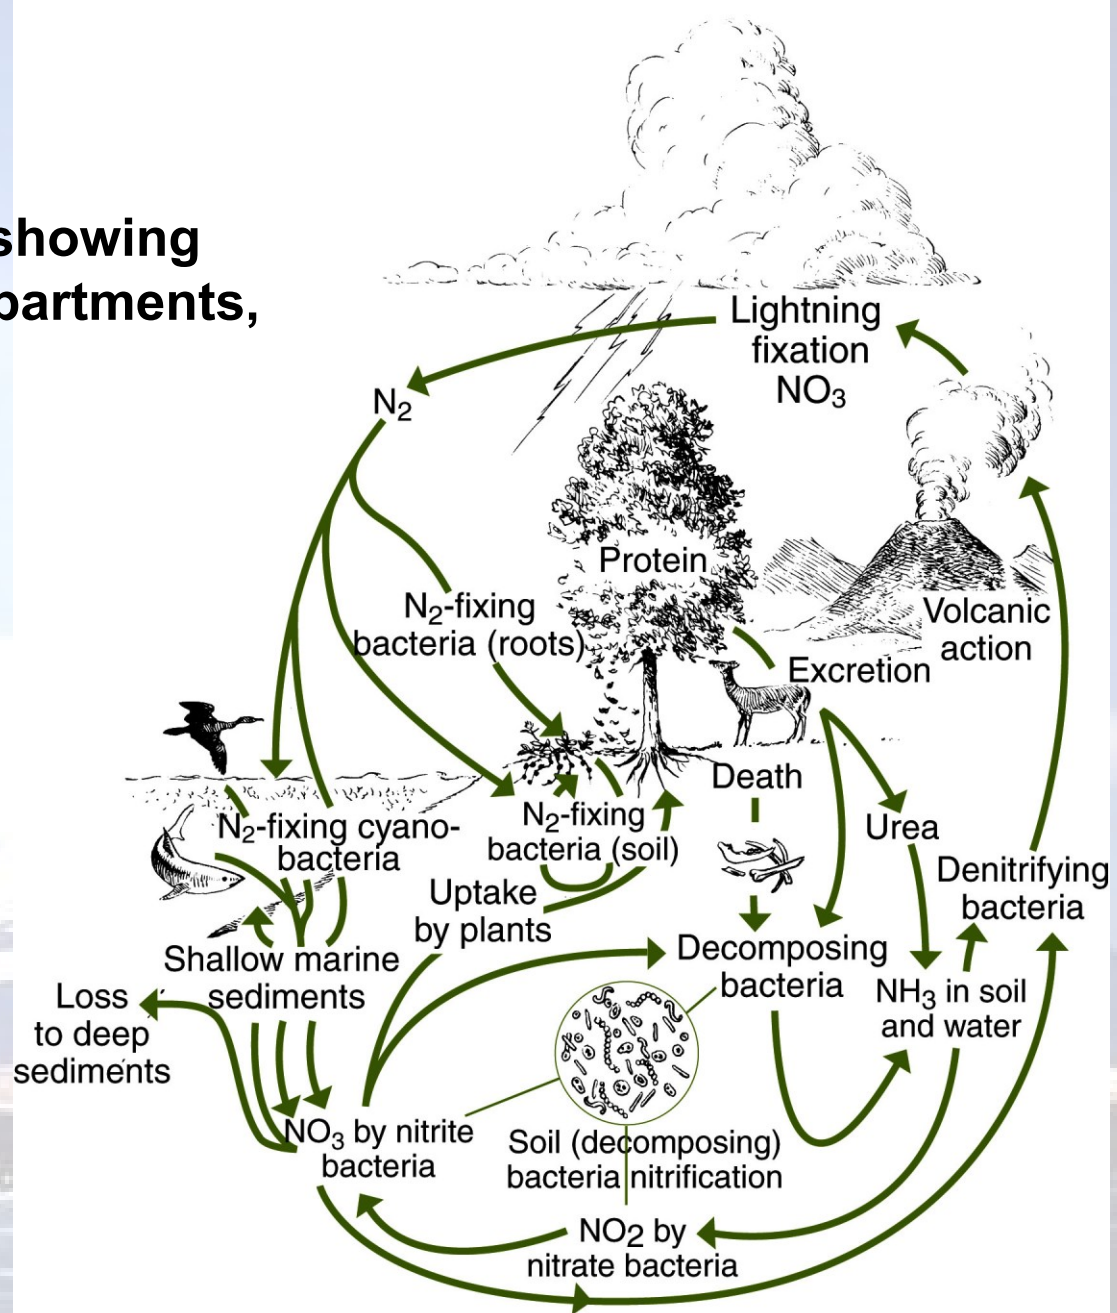 showing
partments,
Lightning
fixation
NO3
N2
Protein
N2-fixing
bacteria (roots)
Volcanic
action
Excretion
Death
N2-fixing
bacteria (soil)
Urea
N2-fixing cyano-
bacteria
Denitrifying
bacteria
Uptake
by plants
Shallow marine
sediments
Decomposing
bacteria
Loss
to deep
sediments
NH3 in soil
and water
NO3 by nitrite
bacteria
Soil (decomposing)
bacteria nitrification
NO2 by
nitrate bacteria